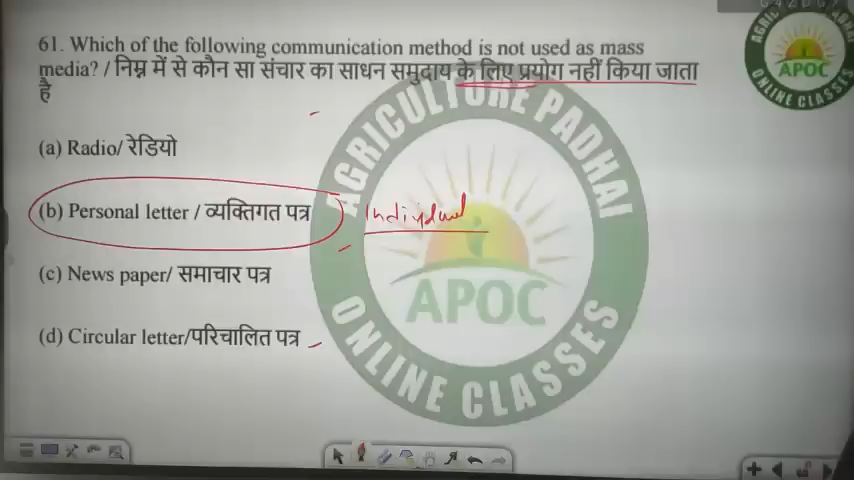 61. Which of the following communication method is not used as mass
media? / निम्न में से कौन सा संचार का साधन समुदाय के लिए प्रयोग नहीं किया जाता
है
(a) Radio/ रेडियो
(b) Personal letter / व्यक्तिगत पत्र
(c) News paper/ समाचार पत्र
(d) Circular letter/परिचालित पत्र
AGRICULTURE PADHAI
APOC
ONLINE CLASSES
APOC
ONLINE CLASSES